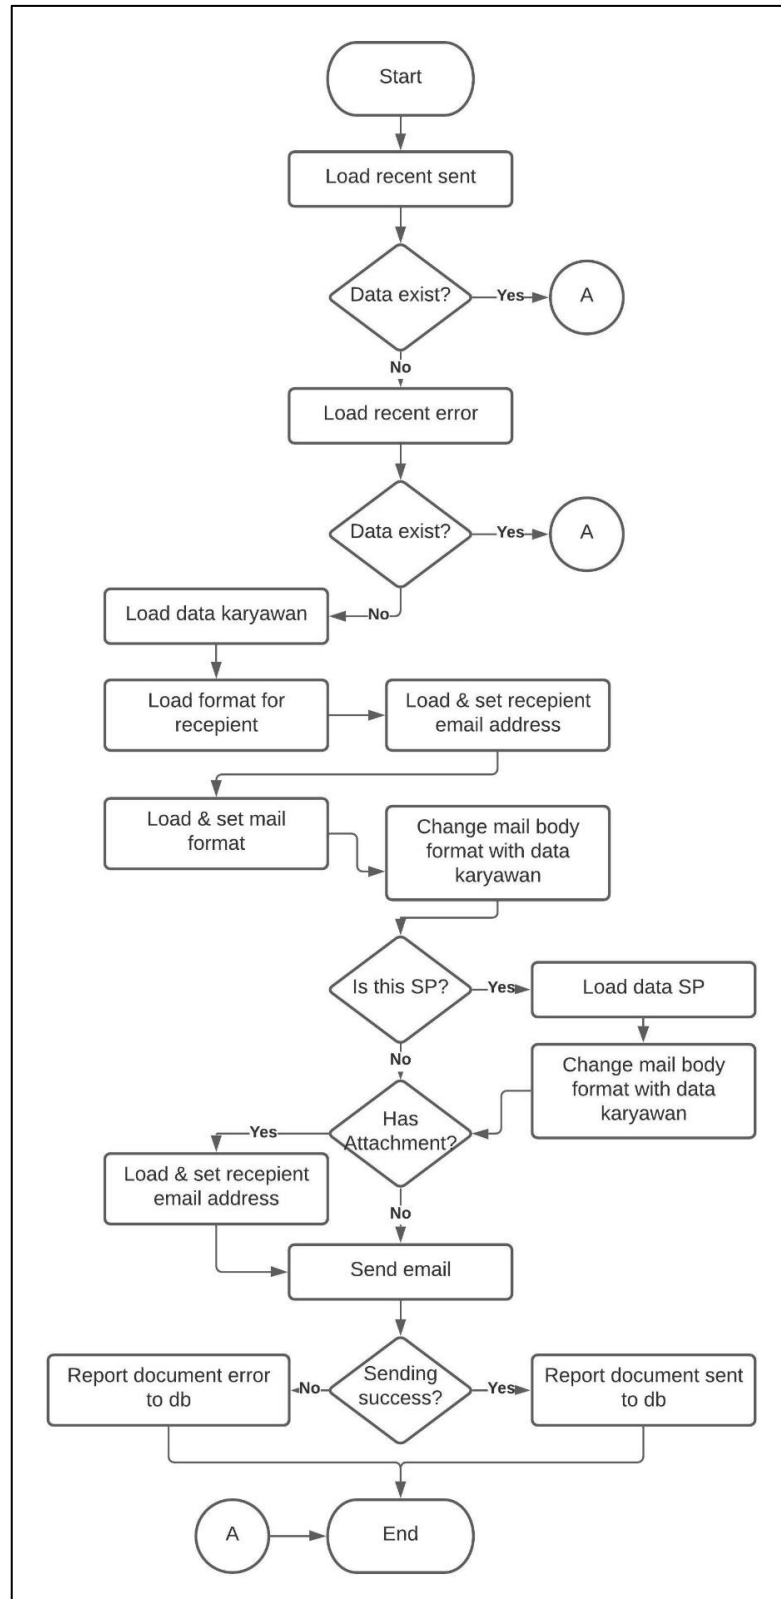 Start
Load recent sent
Data exist?
Yes
A
No
Load recent error
Data exist?
Yes
A
No
Load data karyawan
Load format for
recepient
Load & set recepient
email address
Load & set mail
format
Change mail body
format with data
karyawan
Is this SP?
Yes
Load data SP
No
Change mail body
format with data
karyawan
Has
Attachment?
Yes
Load & set recepient
email address
No
Send email
Sending
success?
No
Report document error
to db
Yes
Report document sent
to db
A
End